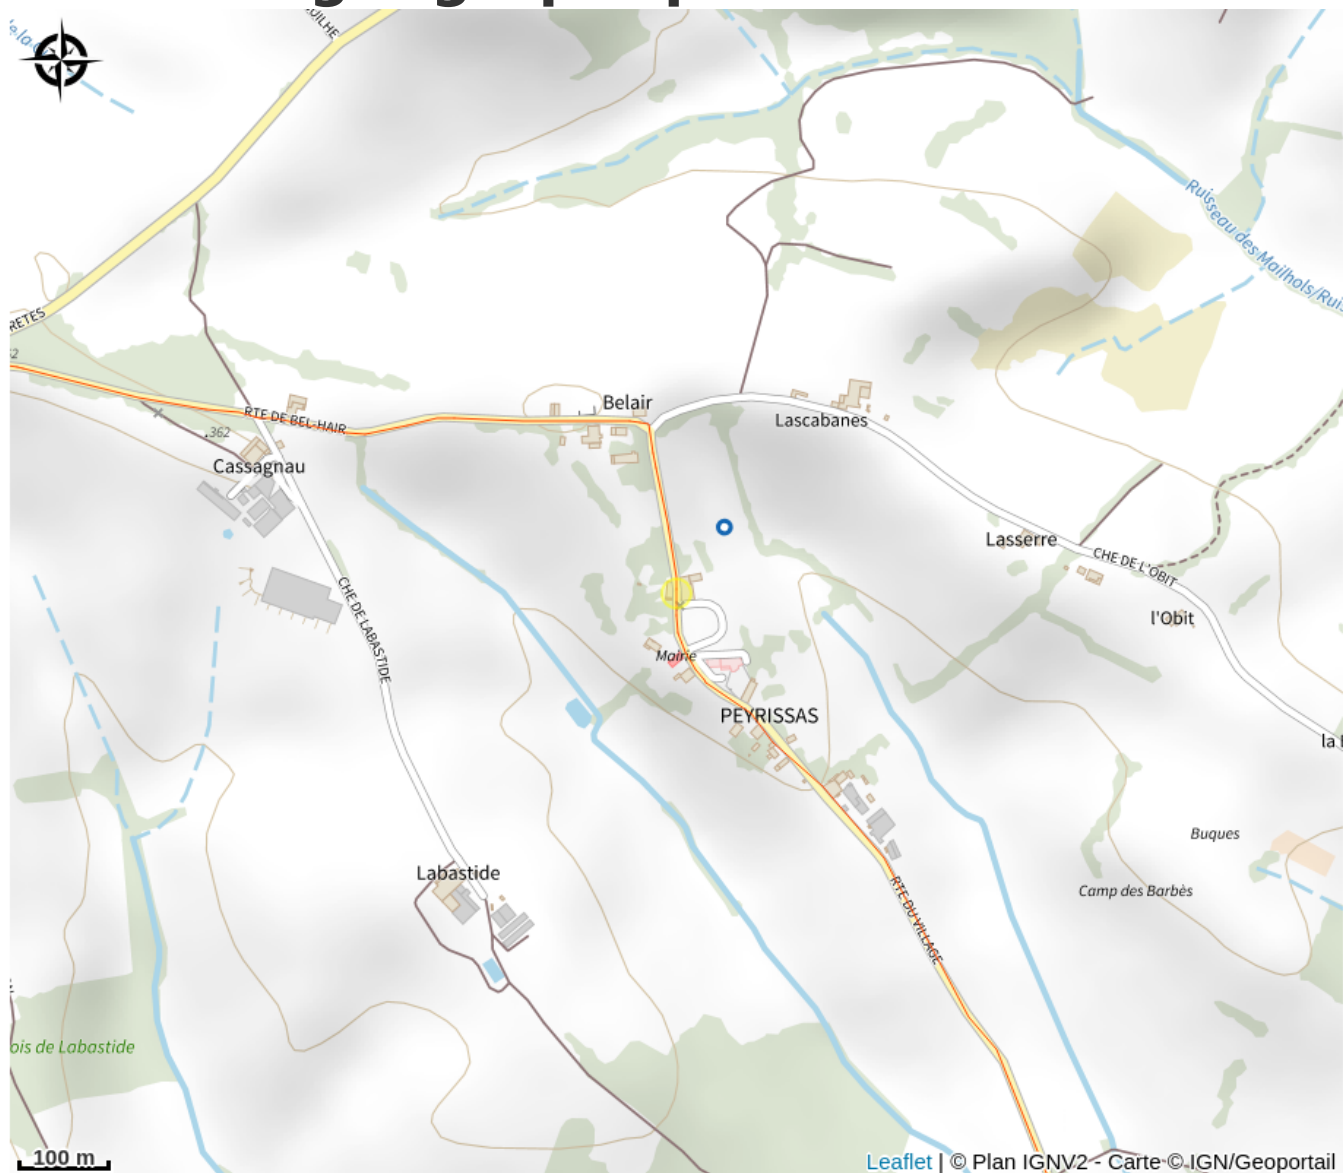 RETES
RTE DE BEL-HAIR
Belair
Lascabanes
.362
Cassagnau
Ruisseau des Mailhols/Rui
Lasserre
CHE DE L'OBIT
l'Obit
CHE DE LABASTIDE
Mairie
PEYRISSAS
Buques
Camp des Barbès
Labastide
RTE DU VILLAGE
ois de Labastide
100 m
Leaflet | © Plan IGNV2 - Carte © IGN/Geoportail